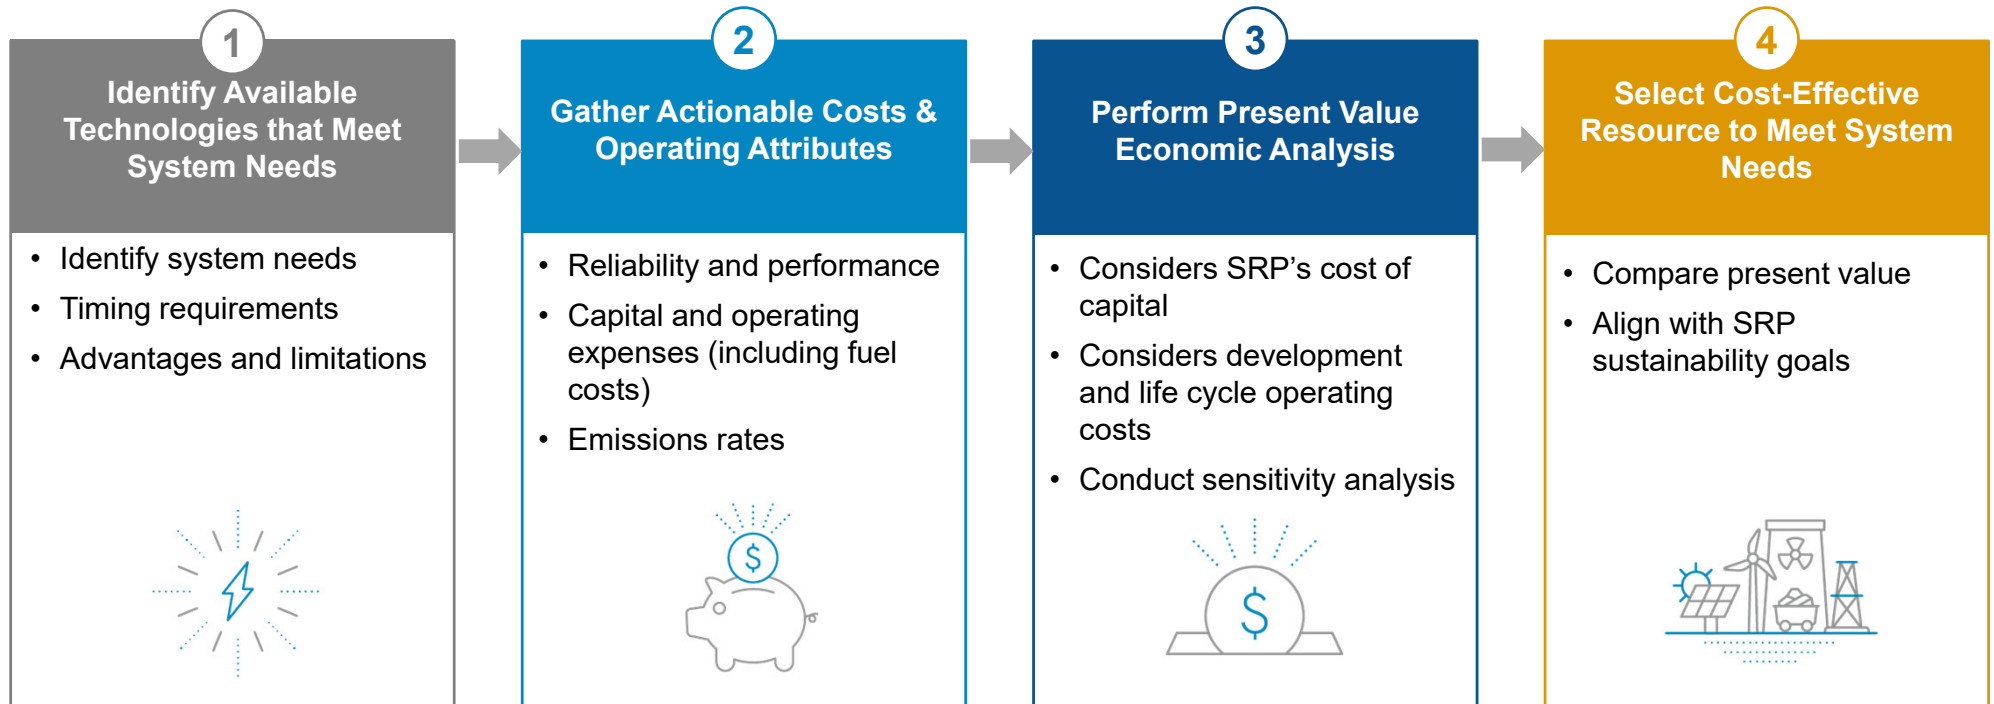 1
Identify Available
Technologies that Meet
System Needs
• Identify system needs
• Timing requirements
• Advantages and limitations
2
Gather Actionable Costs &
Operating Attributes
• Reliability and performance
• Capital and operating
expenses (including fuel
costs)
• Emissions rates
$
3
Perform Present Value
Economic Analysis
• Considers SRP’s cost of
capital
• Considers development
and life cycle operating
costs
• Conduct sensitivity analysis
$
4
Select Cost-Effective
Resource to Meet System
Needs
• Compare present value
• Align with SRP
sustainability goals